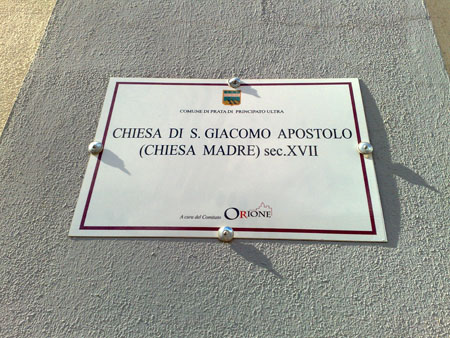 COMUNE DI PRATA DI PRINCIPATO ULTRA
CHIESA DI S. GIACOMO APOSTOLO
(CHIESA MADRE) sec.XVII
A cura del Comitato ORIONE